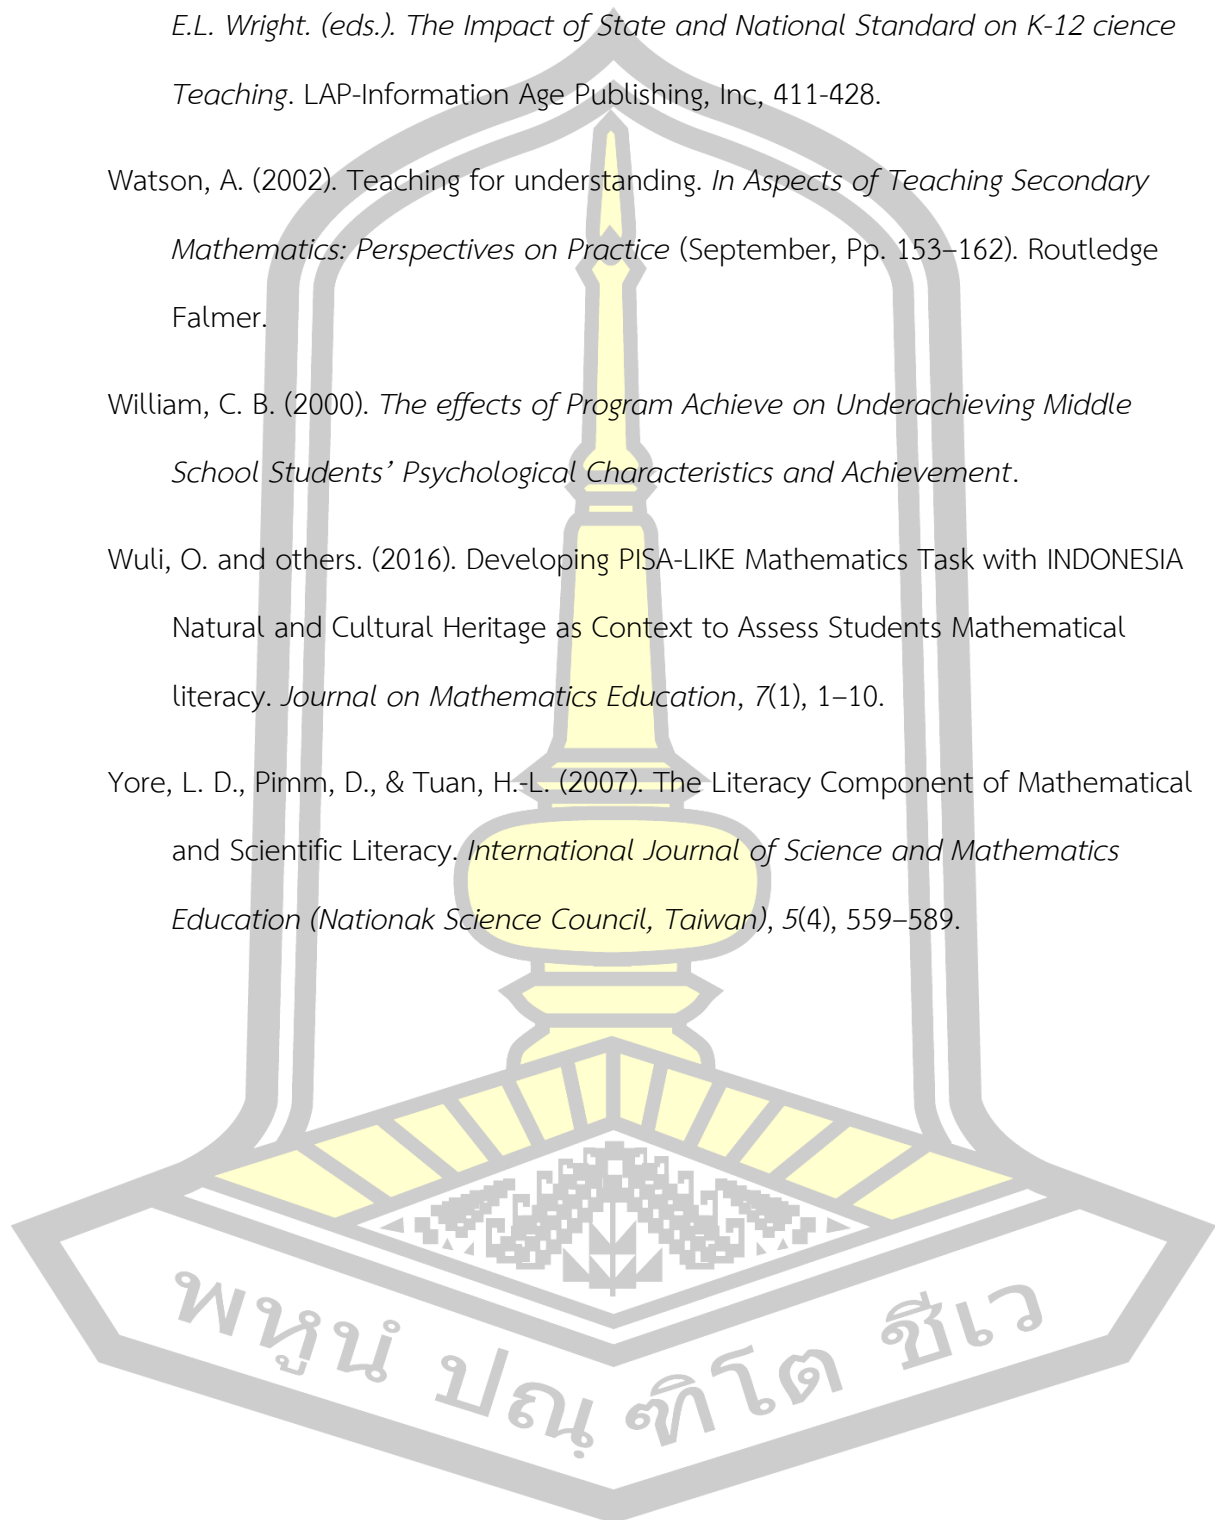 E.L. Wright. (eds.). The Impact of State and National Standard on K-12 cience
Teaching. LAP-Information Age Publishing, Inc, 411-428.
Watson, A. (2002). Teaching for understanding. In Aspects of Teaching Secondary
Mathematics: Perspectives on Practice (September, Pp. 153–162). Routledge
Falmer.
William, C. B. (2000). The effects of Program Achieve on Underachieving Middle
School Students’ Psychological Characteristics and Achievement.
Wuli, O. and others. (2016). Developing PISA-LIKE Mathematics Task with INDONESIA
Natural and Cultural Heritage as Context to Assess Students Mathematical
literacy. Journal on Mathematics Education, 7(1), 1–10.
Yore, L. D., Pimm, D., & Tuan, H.-L. (2007). The Literacy Component of Mathematical
and Scientific Literacy. International Journal of Science and Mathematics
Education (Nationak Science Council, Taiwan), 5(4), 559–589.
พหูนํ ปณฺ ฑิโต ชีเว